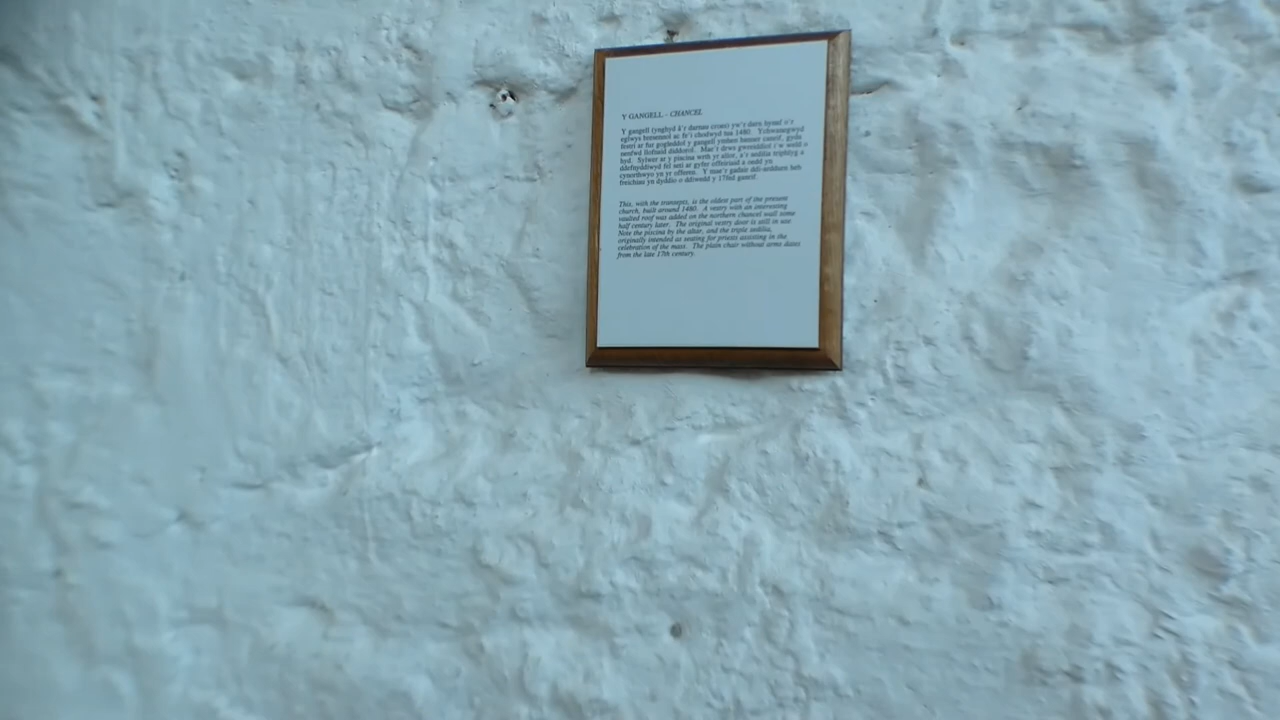 Y GANGELL - CHANCEL
Y gangell (ynghyd â'r darnau croes) yw'r darn hynaf o'r
eglwys bresennol ac fe'i chodwyd tua 1480. Ychwanegwyd
festri ar fur gogleddol y gangell ymhen hanner canrif, gyda
nenfwd llofftaid diddorol. Mae'r drws gwreiddiol i'w weld o
hyd. Sylwer ar y piscina wrth yr allor, a'r sedilia triphlyg a
ddefnyddiwyd fel sedd ar gyfer offeiriaid a oedd yn
cynorthwyo yn yr offeren. Y mae'r gadair ddi-addurn heb
freichiau yn dyddio o ddiwedd y 17fed ganrif.
This, with the transepts, is the oldest part of the present
church, built around 1480. A vestry with an interesting
vaulted roof was added on the northern chancel wall some
half century later. The original vestry door is still in use
Note the piscina by the altar, and the triple sedilia,
originally intended as seating for priests assisting in the
celebration of the mass. The plain chair without arms dates
from the late 17th century.